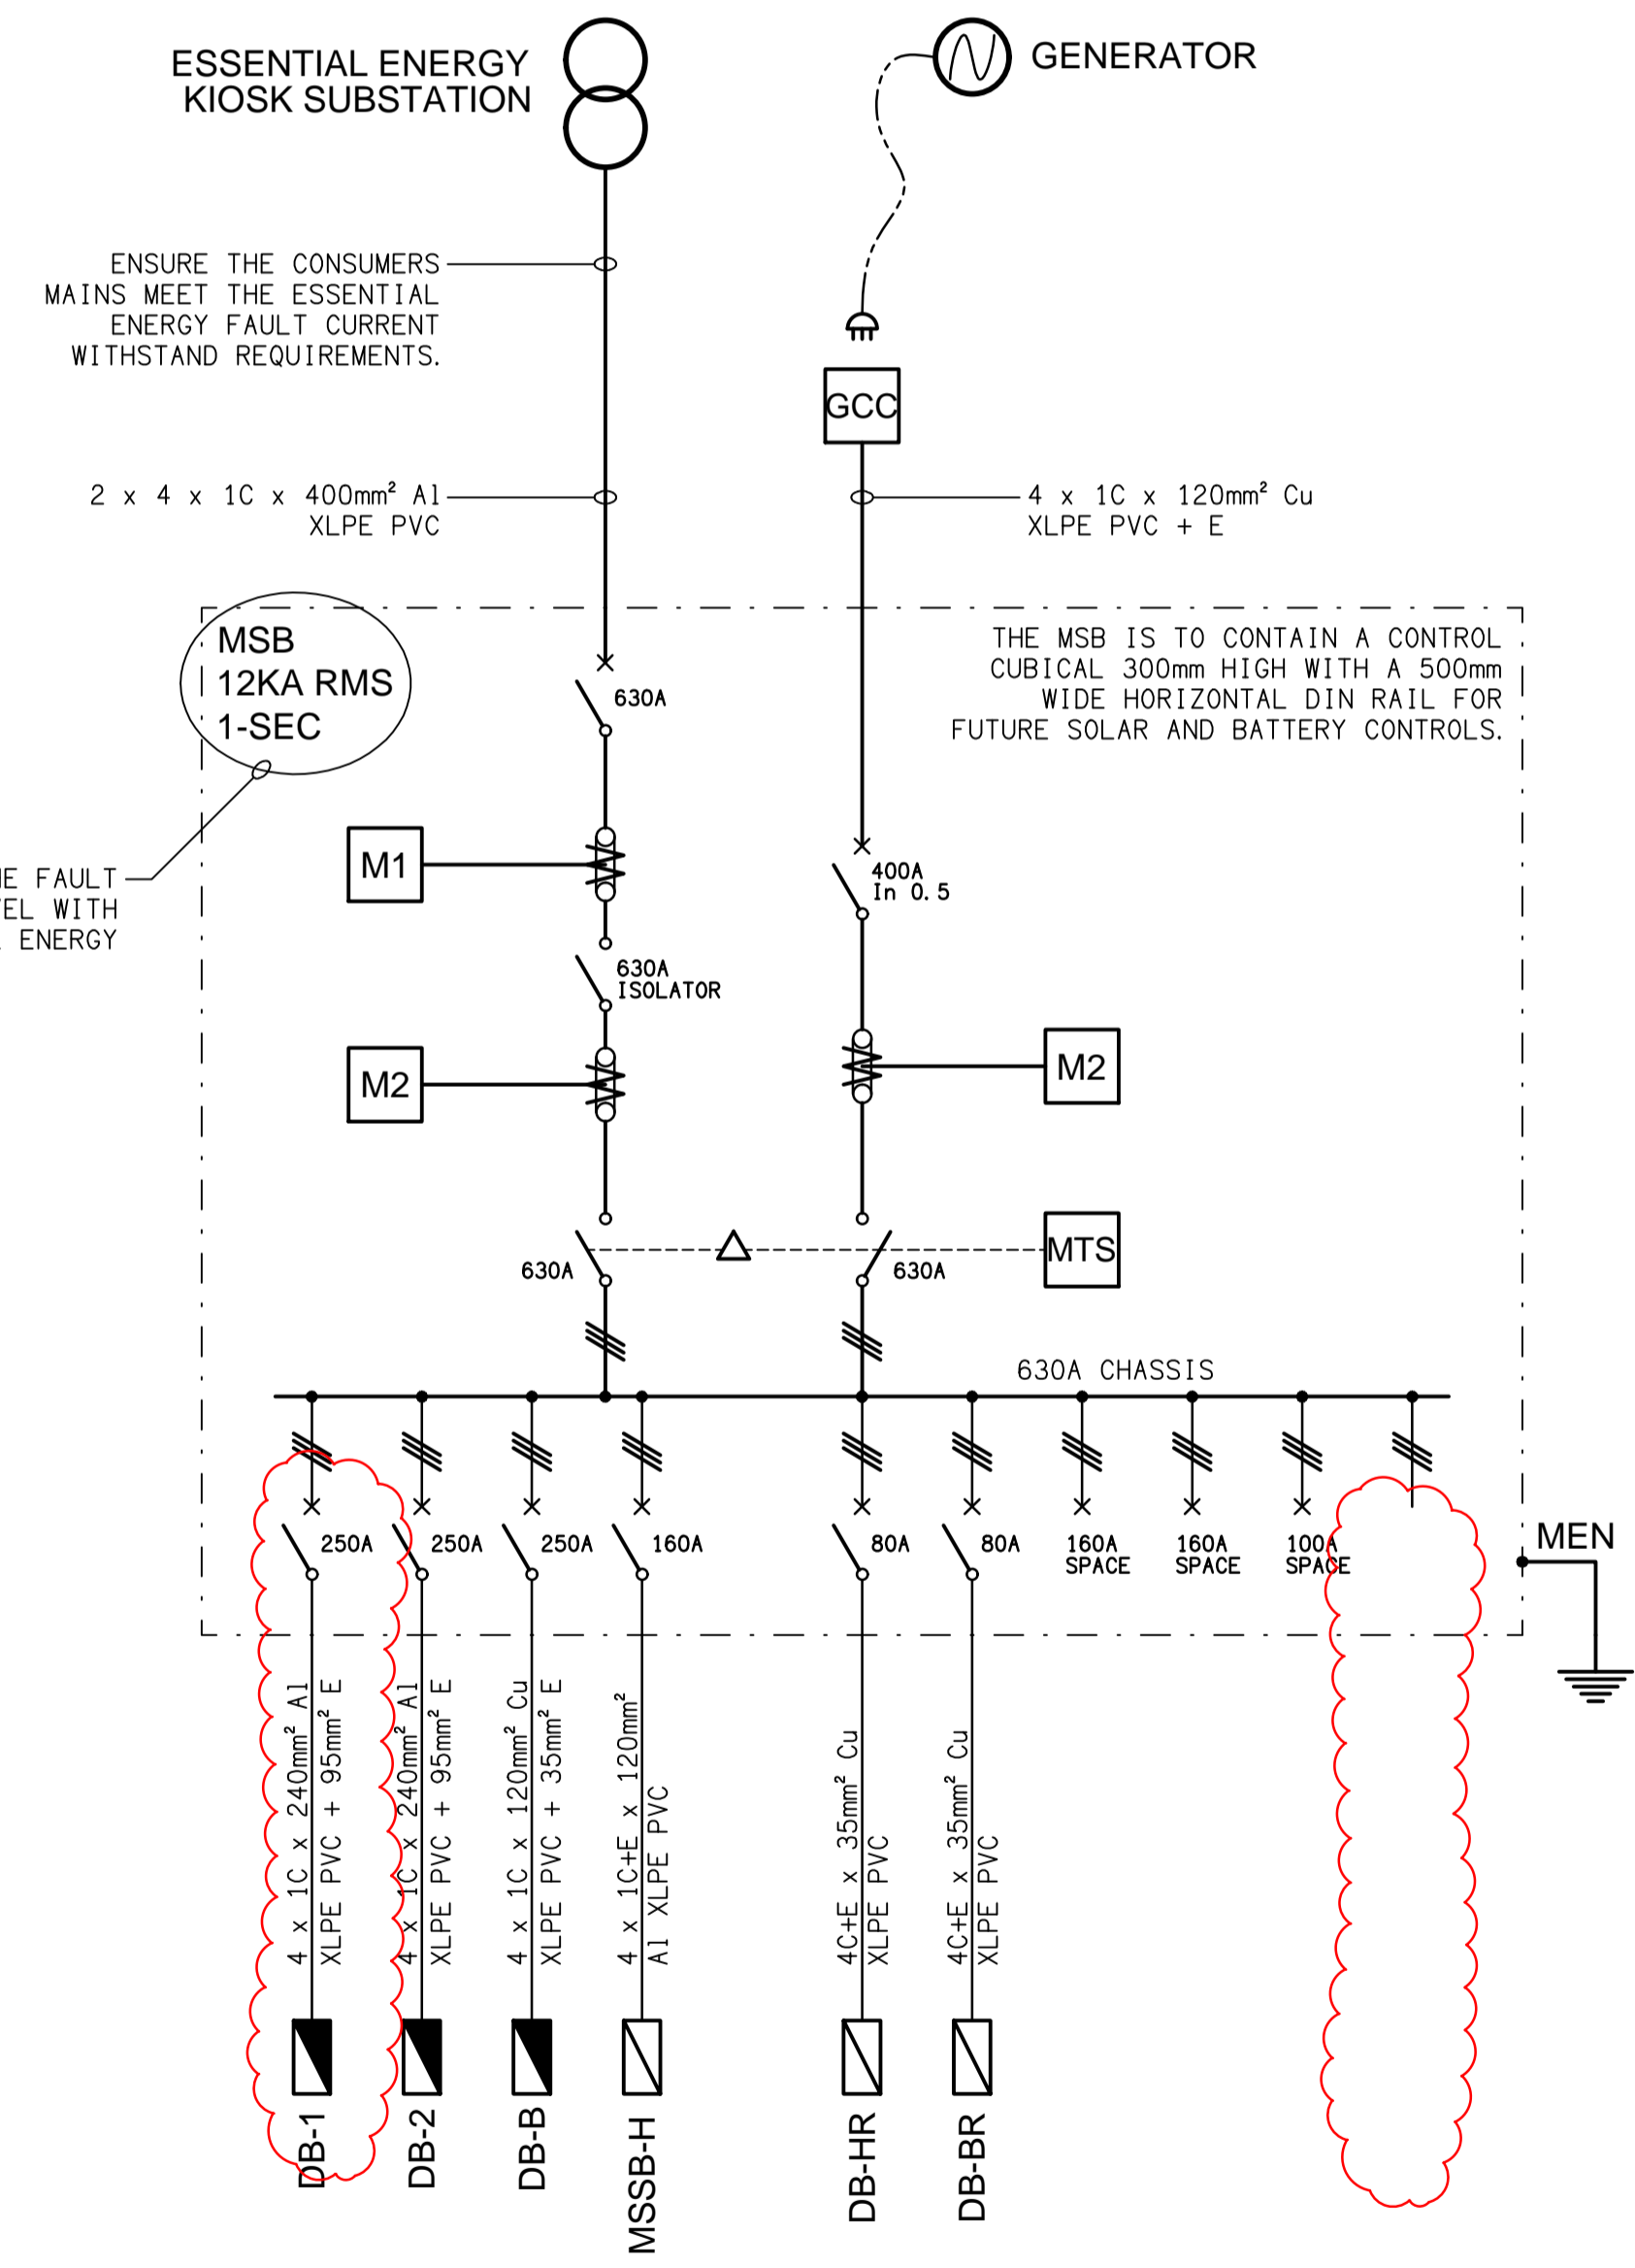 ESSENTIAL ENERGY
KIOSK SUBSTATION
GENERATOR
ENSURE THE CONSUMERS
MAINS MEET THE ESSENTIAL
ENERGY FAULT CURRENT
WITHSTAND REQUIREMENTS.
GCC
2 x 4 x 1C x 400mm² Al
XLPE PVC
4 x 1C x 120mm² Cu
XLPE PVC + E
MSB
12KA RMS
1-SEC
THE MSB IS TO CONTAIN A CONTROL
CUBICAL 300mm HIGH WITH A 500mm
WIDE HORIZONTAL DIN RAIL FOR
FUTURE SOLAR AND BATTERY CONTROLS.
630A
M1
FAULT
WITH
ENERGY
400A
In 0.5
630A
ISOLATOR
M2
M2
MTS
630A
630A
630A CHASSIS
250A
250A
250A
160A
80A
80A
160A
SPACE
160A
SPACE
100A
SPACE
MEN
4 x 1C x 240mm² Al
XLPE PVC + 95mm² E
4 x 1C x 240mm² Al
XLPE PVC + 95mm² E
4 x 1C x 120mm² Cu
XLPE PVC + 35mm² E
4 x 1C+E x 120mm²
Al XLPE PVC
4C+E x 35mm² Cu
XLPE PVC
4C+E x 35mm² Cu
XLPE PVC
DB-1
DB-2
DB-B
MSSB-H
DB-HR
DB-BR